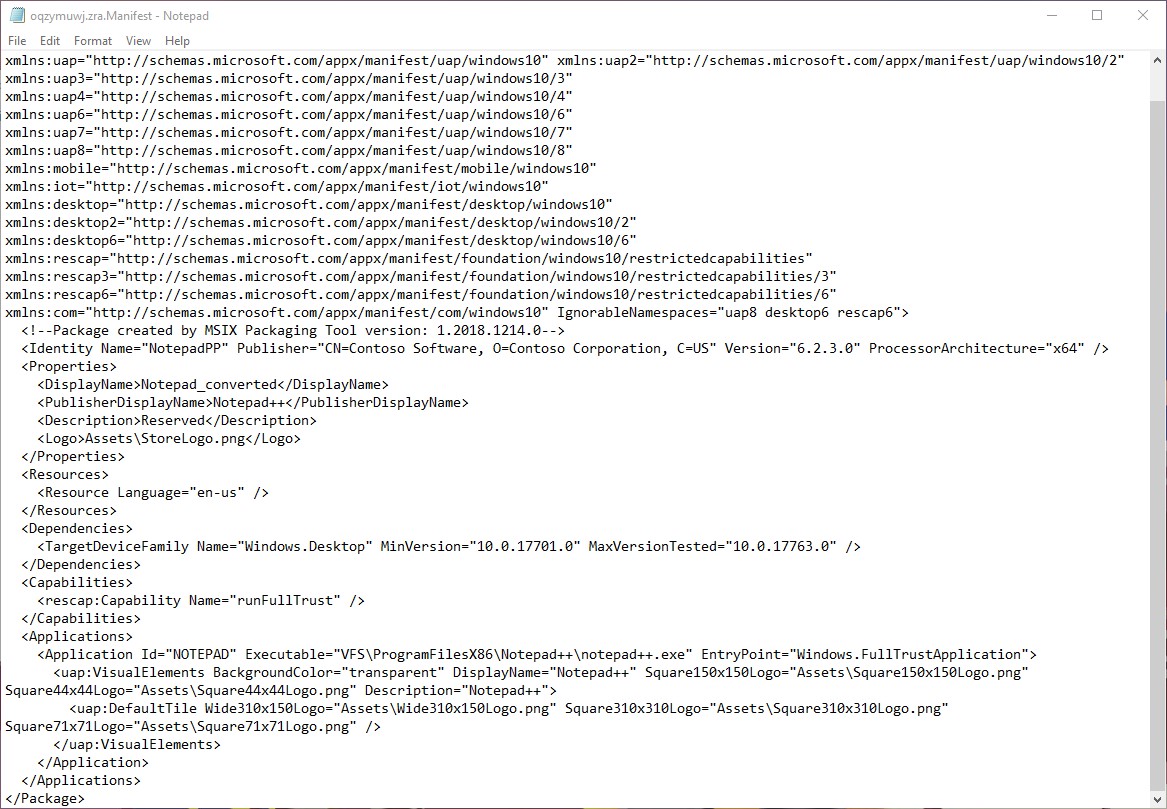 oqzymuwj.zra.Manifest - Notepad
File Edit Format View Help
xmlns:uap="http://schemas.microsoft.com/appx/manifest/uap/windows10" xmlns:uap2="http://schemas.microsoft.com/appx/manifest/uap/windows10/2"
xmlns:uap3="http://schemas.microsoft.com/appx/manifest/uap/windows10/3"
xmlns:uap4="http://schemas.microsoft.com/appx/manifest/uap/windows10/4"
xmlns:uap6="http://schemas.microsoft.com/appx/manifest/uap/windows10/6"
xmlns:uap7="http://schemas.microsoft.com/appx/manifest/uap/windows10/7"
xmlns:uap8="http://schemas.microsoft.com/appx/manifest/uap/windows10/8"
xmlns:mobile="http://schemas.microsoft.com/appx/manifest/mobile/windows10"
xmlns:iot="http://schemas.microsoft.com/appx/manifest/iot/windows10"
xmlns:desktop="http://schemas.microsoft.com/appx/manifest/desktop/windows10"
xmlns:desktop2="http://schemas.microsoft.com/appx/manifest/desktop/windows10/2"
xmlns:desktop6="http://schemas.microsoft.com/appx/manifest/desktop/windows10/6"
xmlns:rescap="http://schemas.microsoft.com/appx/manifest/foundation/windows10/restrictedcapabilities"
xmlns:rescap3="http://schemas.microsoft.com/appx/manifest/foundation/windows10/restrictedcapabilities/3"
xmlns:rescap6="http://schemas.microsoft.com/appx/manifest/foundation/windows10/restrictedcapabilities/6"
xmlns:com="http://schemas.microsoft.com/appx/manifest/com/windows10" IgnorableNamespaces="uap8 desktop6 rescap6">
  <!--Package created by MSIX Packaging Tool version: 1.2018.1214.0-->
  <Identity Name="NotepadPP" Publisher="CN=Contoso Software, O=Contoso Corporation, C=US" Version="6.2.3.0" ProcessorArchitecture="x64" />
  <Properties>
    <DisplayName>Notepad_converted</DisplayName>
    <PublisherDisplayName>Notepad++</PublisherDisplayName>
    <Description>Reserved</Description>
    <Logo>Assets\StoreLogo.png</Logo>
  </Properties>
  <Resources>
    <Resource Language="en-us" />
  </Resources>
  <Dependencies>
    <TargetDeviceFamily Name="Windows.Desktop" MinVersion="10.0.17701.0" MaxVersionTested="10.0.17763.0" />
  </Dependencies>
  <Capabilities>
    <rescap:Capability Name="runFullTrust" />
  </Capabilities>
  <Applications>
    <Application Id="NOTEPAD" Executable="VFS\ProgramFilesX86\Notepad++\notepad++.exe" EntryPoint="Windows.FullTrustApplication">
      <uap:VisualElements BackgroundColor="transparent" DisplayName="Notepad++" Square150x150Logo="Assets\Square150x150Logo.png"
Square44x44Logo="Assets\Square44x44Logo.png" Description="Notepad++">
        <uap:DefaultTile Wide310x150Logo="Assets\Wide310x150Logo.png" Square310x310Logo="Assets\Square310x310Logo.png"
Square71x71Logo="Assets\Square71x71Logo.png" />
      </uap:VisualElements>
    </Application>
  </Applications>
</Package>